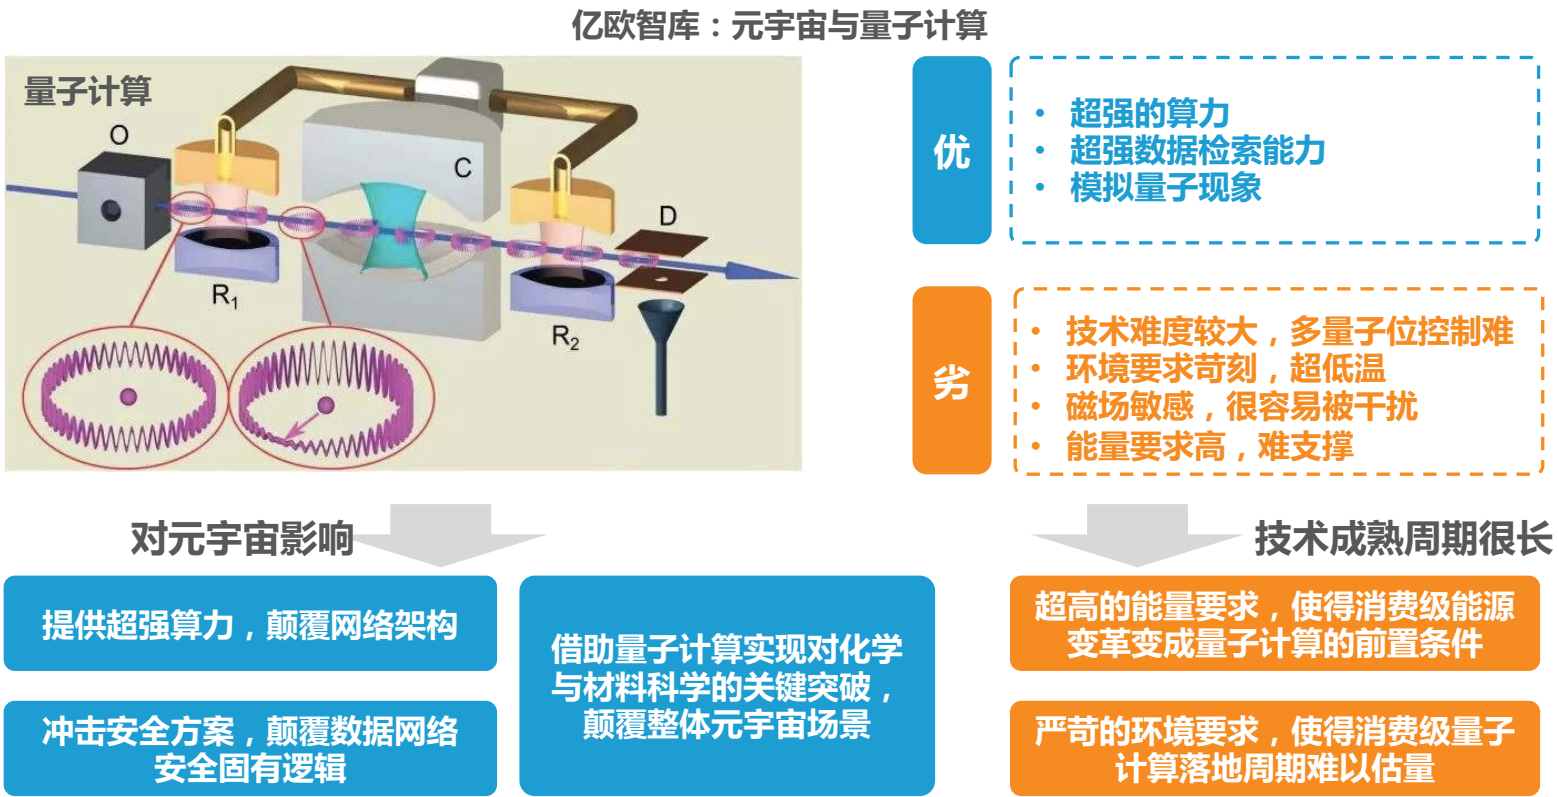 亿欧智库：元宇宙与量子计算
量子计算
O
C
D
R1
R2
优
• 超强的算力
• 超强数据检索能力
• 模拟量子现象
劣
• 技术难度较大，多量子位控制难
• 环境要求苛刻，超低温
• 磁场敏感，很容易被干扰
• 能量要求高，难支撑
对元宇宙影响
技术成熟周期很长
提供超强算力，颠覆网络架构
冲击安全方案，颠覆数据网络
安全固有逻辑
借助量子计算实现对化学
与材料科学的关键突破，
颠覆整体元宇宙场景
超高的能量要求，使得消费级能源
变革变成量子计算的前置条件
严苛的环境要求，使得消费级量子
计算落地周期难以估量